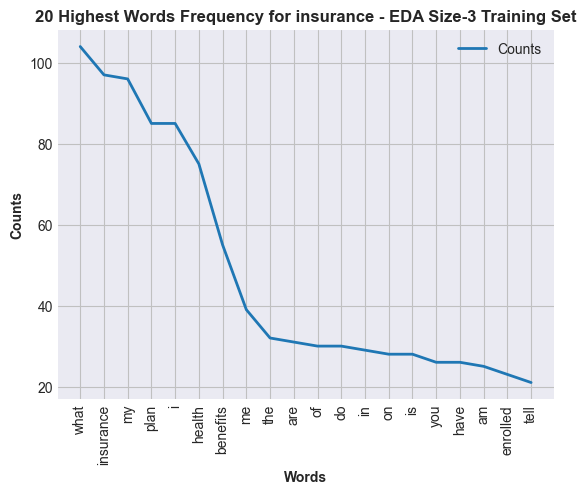 20 Highest Words Frequency for insurance - EDA Size-3 Training Set
Counts
Counts
100
80
60
40
20
what
insurance
my
plan
i
health
benefits
me
the
are
of
do
in
on
is
you
have
am
enrolled
tell
Words